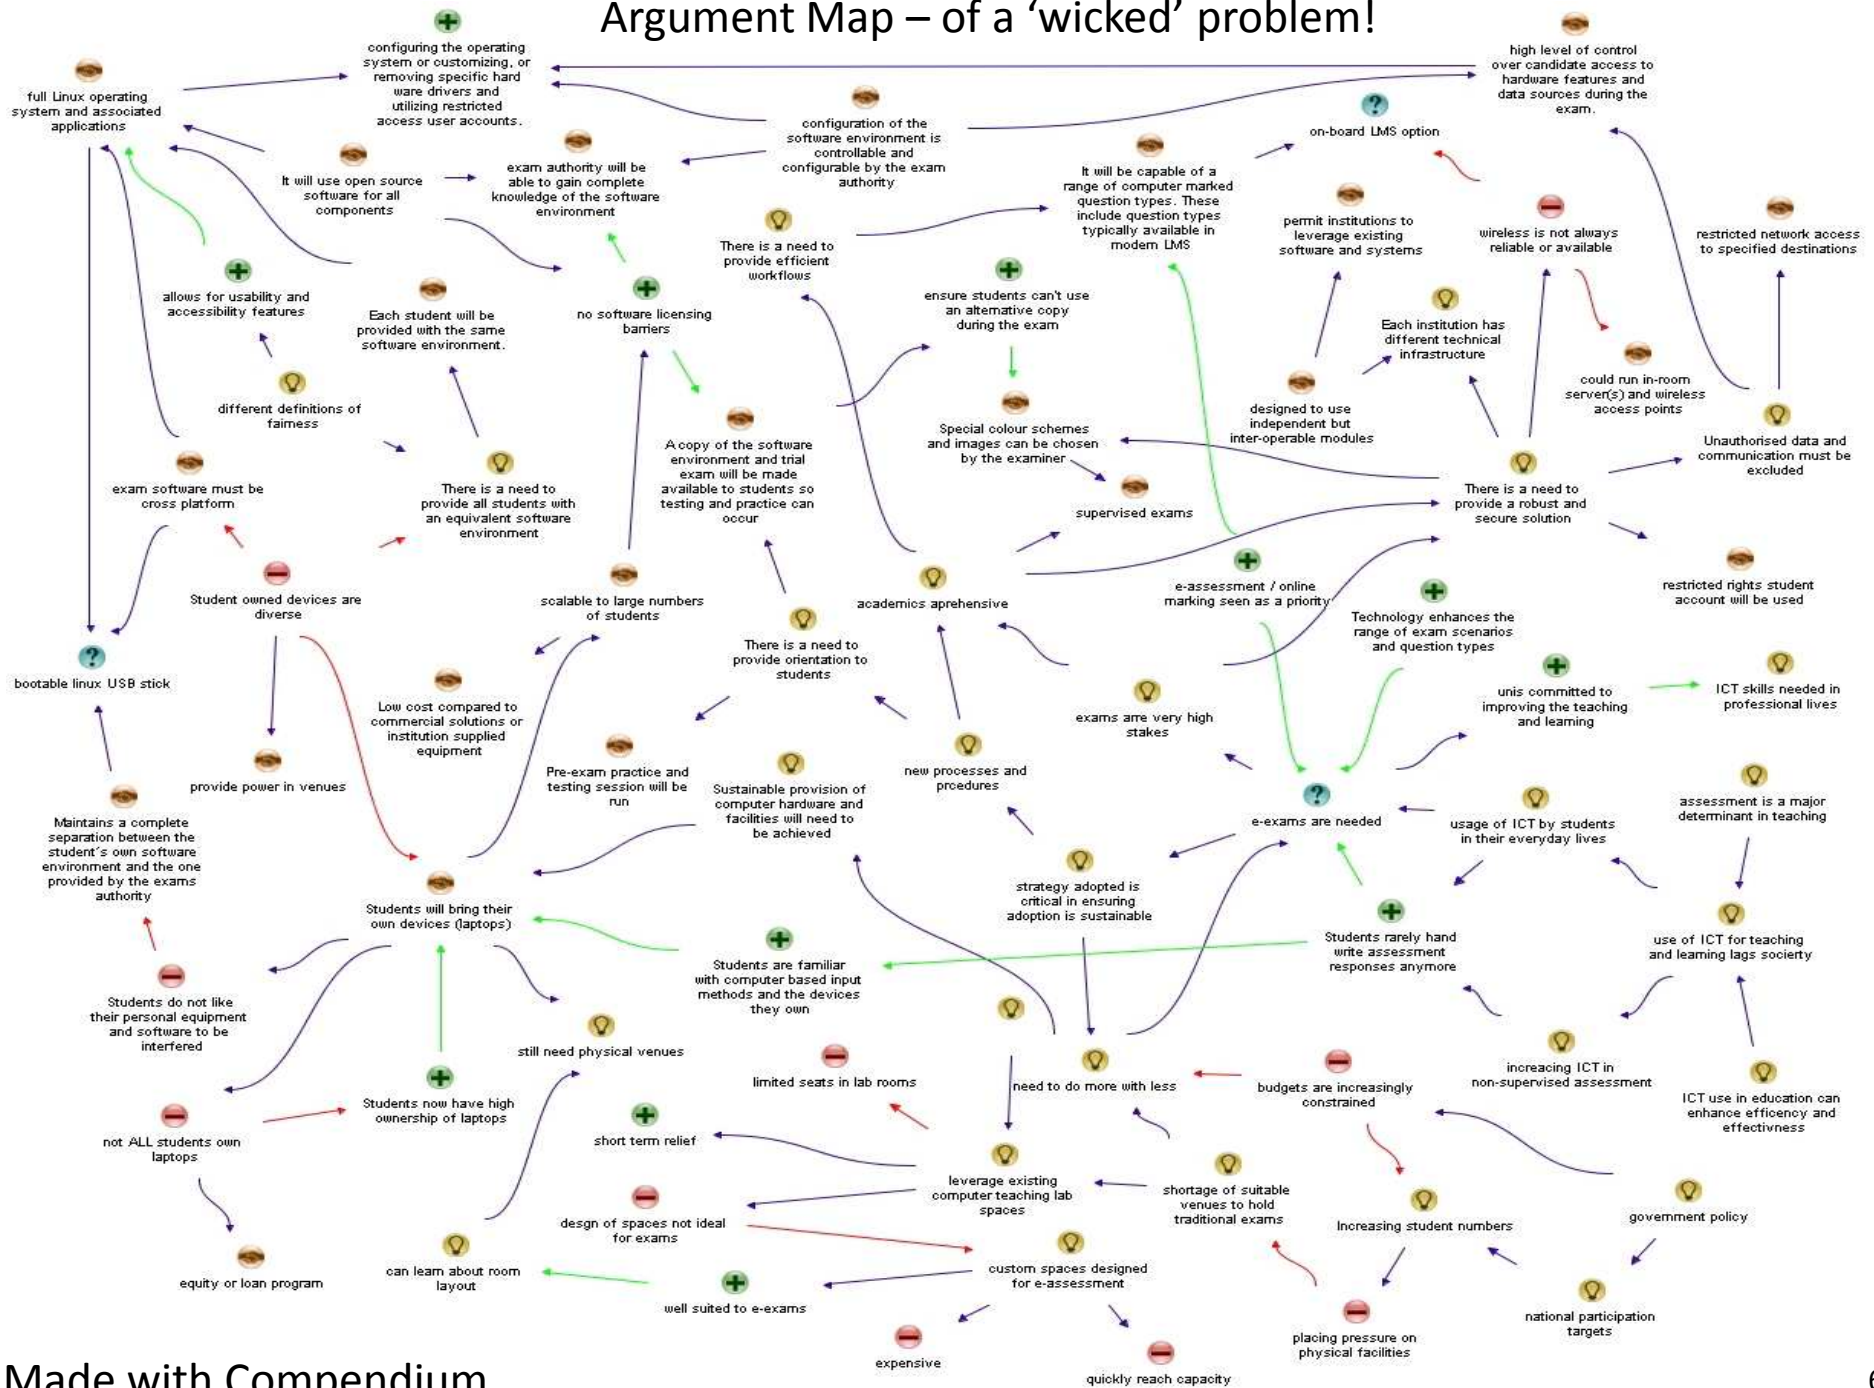 Argument Map – of a ‘wicked’ problem!
configuring the operating
system or customizing, or
removing specific hard
ware drivers and
utilizing restricted
access user accounts.
high level of control
over candidate access to
hardware features and
data sources during the
exam.
full Linux operating
system and associated
applications
configuration of the
software environment is
controllable and
configurable by the exam
authority
on-board LMS option
It will use open source
software for all
components
exam authority will be
able to gain complete
knowledge of the software
environment
It will be capable of a
range of computer marked
question types. These
include question types
typically available in
modern LMS
permit institutions to
leverage existing
software and systems
wireless is not always
reliable or available
restricted network access
to specified destinations
There is a need to
provide efficient
workflows
allows for usability and
accessibility features
Each student will be
provided with the same
software environment.
no software licensing
barriers
ensure students can't use
an alternative copy
during the exam
Each institution has
different technical
infrastructure
could run in-room
server(s) and wireless
access points
different definitions of
fairness
designed to use
independent but
inter-operable modules
Special colour schemes
and images can be chosen
by the examiner
Unauthorised data and
communication must be
excluded
A copy of the software
environment and trial
exam will be made
available to students so
testing and practice can
occur
exam software must be
cross platform
There is a need to
provide all students with
an equivalent software
environment
supervised exams
There is a need to
provide a robust and
secure solution
Student owned devices are
diverse
scalable to large numbers
of students
academics aprehensive
e-assessment / online
marking seen as a priority
restricted rights student
account will be used
Technology enhances the
range of exam scenarios
and question types
There is a need to
provide orientation to
students
bootable linux USB stick
Low cost compared to
commercial solutions or
institution supplied
equipment
exams arre very high
stakes
unis committed to
improving the teaching
and learning
ICT skills needed in
professional lives
provide power in venues
Pre-exam practice and
testing session will be
run
Sustainable provision of
computer hardware and
facilities will need to
be achieved
new processes and
prcedures
e-exams are needed
usage of ICT by students
in their everyday lives
assessment is a major
determinant in teaching
Maintains a complete
separation between the
student's own software
environment and the one
provided by the exams
authority
strategy adopted is
critical in ensuring
adoption is sustainable
Students will bring their
own devices (laptops)
Students are familiar
with computer based input
methods and the devices
they own
Students rarely hand
write assessment
responses anymore
use of ICT for teaching
and learning lags socierty
Students do not like
their personal equipment
and software to be
interfered
still need physical venues
limited seats in lab rooms
need to do more with less
budgets are increasingly
constrained
increacing ICT in
non-supervised assessment
ICT use in education can
enhance efficency and
effectivness
Students now have high
ownership of laptops
not ALL students own
laptops
short term relief
leverage existing
computer teaching lab
spaces
shortage of suitable
venues to hold
traditional exams
Increasing student numbers
government policy
desgn of spaces not ideal
for exams
equity or loan program
can learn about room
layout
well suited to e-exams
custom spaces designed
for e-assessment
national participation
targets
placing pressure on
physical facilities
expensive
quickly reach capacity
Made with Compendium